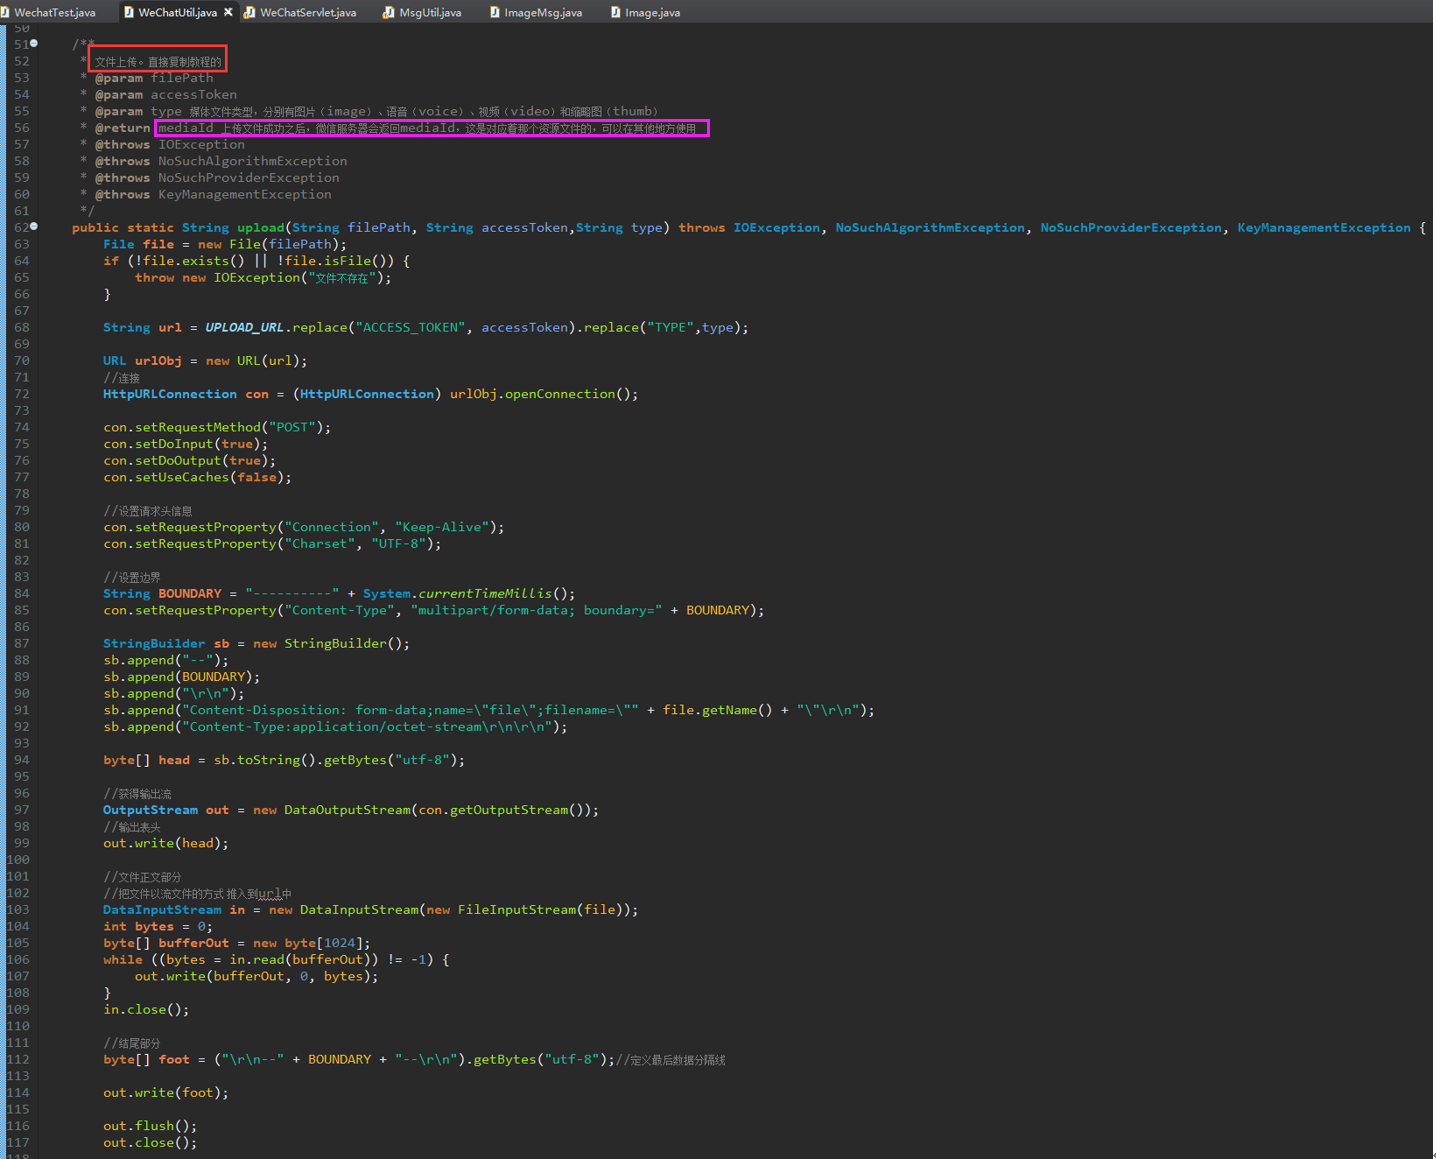 WechatTest.java WeChatUtil.java WeChatServlet.java MsgUtil.java ImageMsg.java Image.java
50
51 /**
52 * 文件上传。直接复制教程的
53 * @param filePath
54 * @param accessToken
55 * @param type 媒体文件类型，分别有图片（image）、语音（voice）、视频（video）和缩略图（thumb）
56 * @return mediaId 上传文件成功之后，微信服务器会返回mediaId，这是对应着那个资源文件的，可以在其他地方使用
57 * @throws IOException
58 * @throws NoSuchAlgorithmException
59 * @throws NoSuchProviderException
60 * @throws KeyManagementException
61 */
62 public static String upload(String filePath, String accessToken,String type) throws IOException, NoSuchAlgorithmException, NoSuchProviderException, KeyManagementException {
63 File file = new File(filePath);
64 if (!file.exists() || !file.isFile()) {
65 throw new IOException("文件不存在");
66 }
67
68 String url = UPLOAD_URL.replace("ACCESS_TOKEN", accessToken).replace("TYPE",type);
69
70 URL urlObj = new URL(url);
71 //连接
72 HttpURLConnection con = (HttpURLConnection) urlObj.openConnection();
73
74 con.setRequestMethod("POST");
75 con.setDoInput(true);
76 con.setDoOutput(true);
77 con.setUseCaches(false);
78
79 //设置请求头信息
80 con.setRequestProperty("Connection", "Keep-Alive");
81 con.setRequestProperty("Charset", "UTF-8");
82
83 //设置边界
84 String BOUNDARY = "----------" + System.currentTimeMillis();
85 con.setRequestProperty("Content-Type", "multipart/form-data; boundary=" + BOUNDARY);
86
87 StringBuilder sb = new StringBuilder();
88 sb.append("--");
89 sb.append(BOUNDARY);
90 sb.append("\r\n");
91 sb.append("Content-Disposition: form-data;name=\"file\";filename=\"" + file.getName() + "\"\r\n");
92 sb.append("Content-Type:application/octet-stream\r\n\r\n");
93
94 byte[] head = sb.toString().getBytes("utf-8");
95
96 //获得输出流
97 OutputStream out = new DataOutputStream(con.getOutputStream());
98 //输出表头
99 out.write(head);
100
101 //文件正文部分
102 //把文件以流文件的方式 推入到url中
103 DataInputStream in = new DataInputStream(new FileInputStream(file));
104 int bytes = 0;
105 byte[] bufferOut = new byte[1024];
106 while ((bytes = in.read(bufferOut)) != -1) {
107 out.write(bufferOut, 0, bytes);
108 }
109 in.close();
110
111 //结尾部分
112 byte[] foot = ("\r\n--" + BOUNDARY + "--\r\n").getBytes("utf-8");//定义最后数据分隔线
113
114 out.write(foot);
115
116 out.flush();
117 out.close();
118